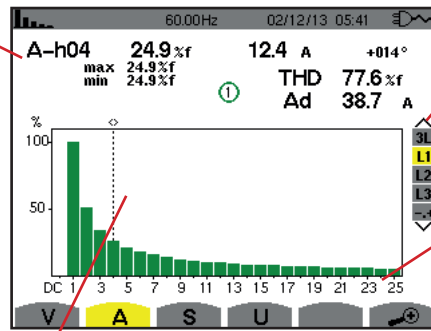 60.00Hz 02/12/13 05:41
A-h04 24.9 %f 12.4 A +014°
max 24.9%f
min 24.9%f
① THD 77.6 %f
Ad 38.7 A
%
100
50
DC 1 3 5 7 9 11 13 15 17 19 21 23 25
3L
L1
L2
L3
-.+
V A S U